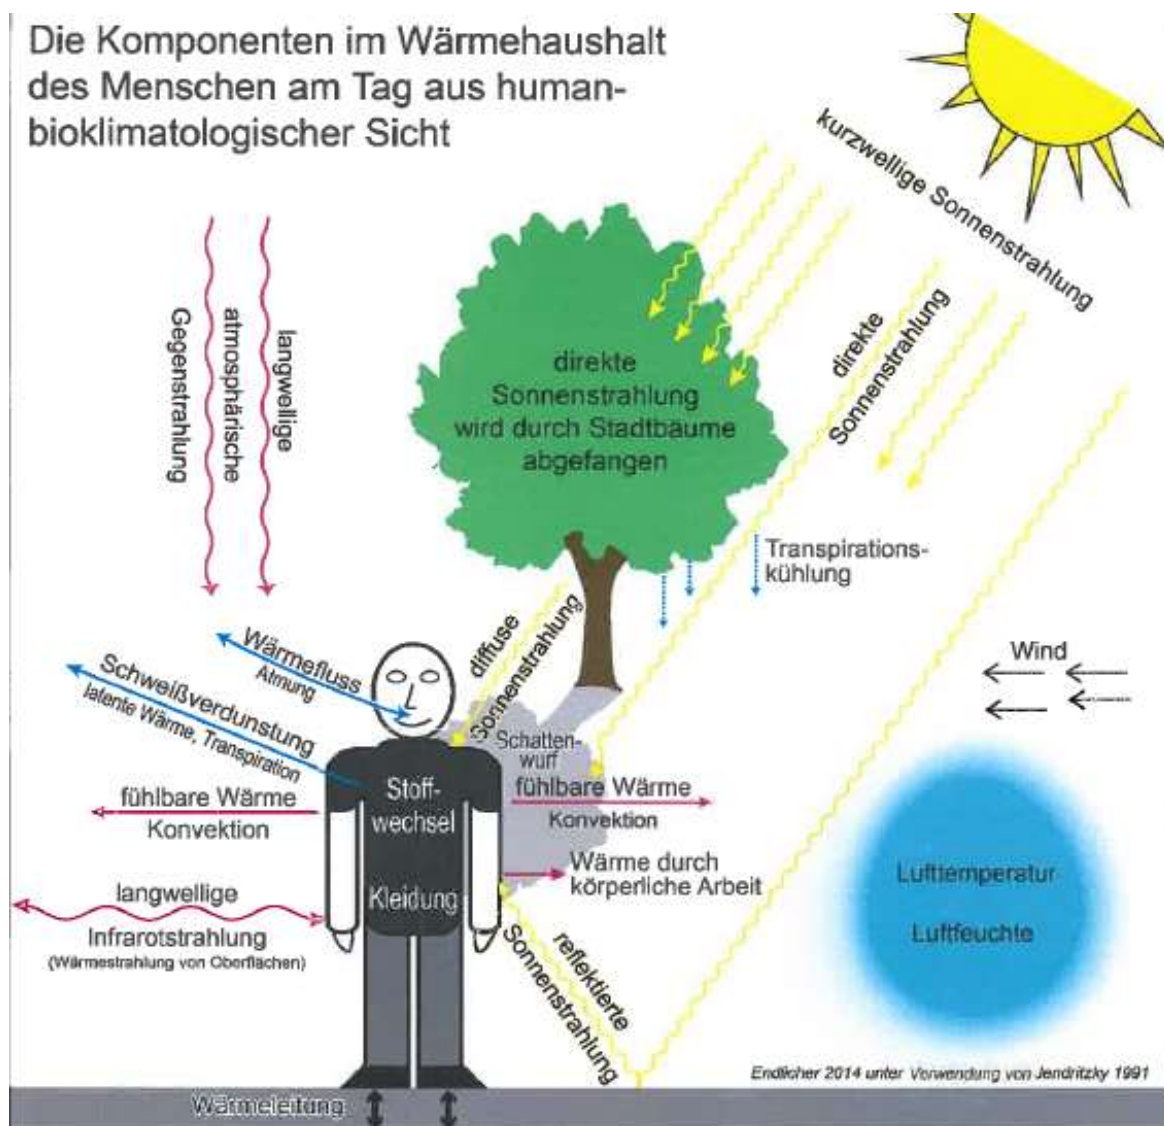 Die Komponenten im Wärmehaushalt
des Menschen am Tag aus human-
bioklimatologischer Sicht
kurzwellige Sonnenstrahlung
langwellige
atmosphärische
Gegenstrahlung
direkte
Sonnenstrahlung
wird durch Stadtbäume
abgefangen
direkte
Sonnenstrahlung
Transpirations-
kühlung
diffuse
Sonnenstrahlung
Wärmefluss
Atmung
Schweißverdunstung
latente Wärme, Transpiration
Wind
Schatten-
wurf
fühlbare Wärme
Konvektion
Stoff-
wechsel
fühlbare Wärme
Konvektion
Wärme durch
körperliche Arbeit
Kleidung
langwellige
Infrarotstrahlung
(Wärmestrahlung von Oberflächen)
reflektierte
Sonnenstrahlung
Lufttemperatur
Luftfeuchte
Endlicher 2014 unter Verwendung von Jendritzky 1991
Wärmeleitung